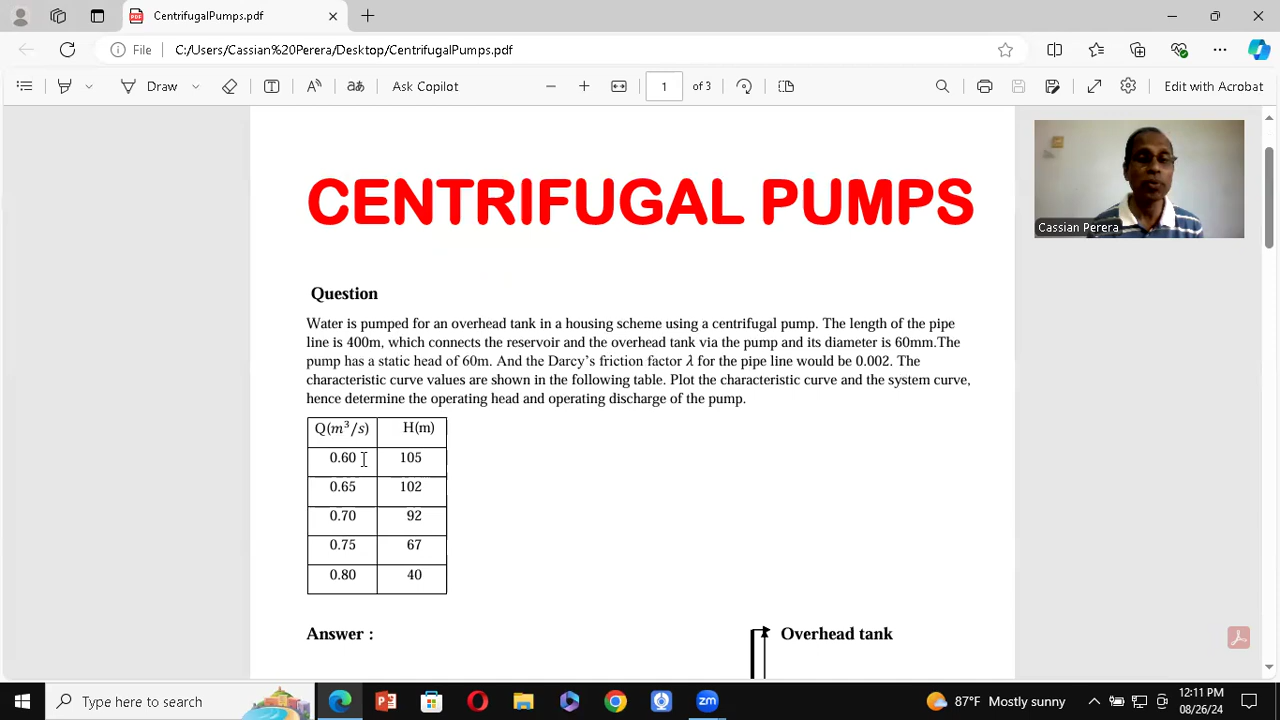 CentrifugalPumps.pdf
File
C:/Users/Cassian%20Perera/Desktop/CentrifugalPumps.pdf
Draw
Ask Copilot
1 of 3
Edit with Acrobat
CENTRIFUGAL PUMPS
Cassian Perera
Question
Water is pumped for an overhead tank in a housing scheme using a centrifugal pump. The length of the pipe
line is 400m, which connects the reservoir and the overhead tank via the pump and its diameter is 60mm.The
pump has a static head of 60m. And the Darcy's friction factor λ for the pipe line would be 0.002. The
characteristic curve values are shown in the following table. Plot the characteristic curve and the system curve,
hence determine the operating head and operating discharge of the pump.
Q(m³/s) H(m)
0.60 105
0.65 102
0.70 92
0.75 67
0.80 40
Answer :
Overhead tank
Type here to search
87°F Mostly sunny
12:11 PM
08/26/24